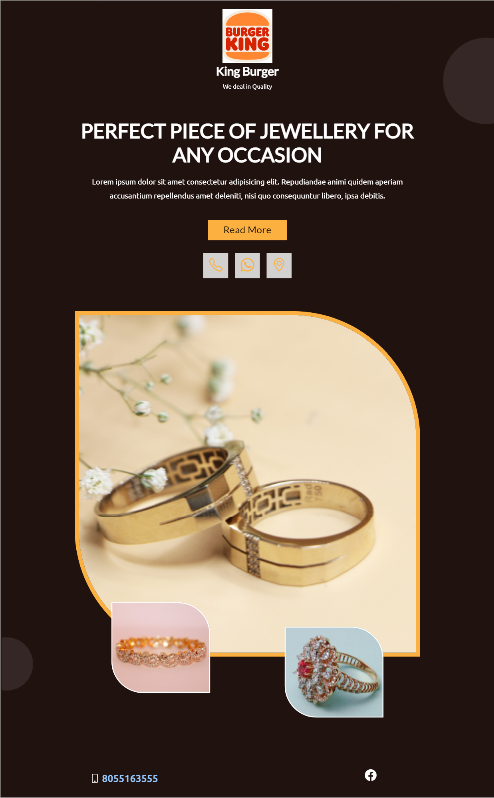 BURGER
KING
King Burger
We deal in Quality
PERFECT PIECE OF JEWELLERY FOR
ANY OCCASION
Lorem ipsum dolor sit amet consectetur adipisicing elit. Repudiandae animi quidem aperiam
accusantium repellendus amet deleniti, nisi quo consequuntur libero, ipsa debitis.
Read More
750
8055163555